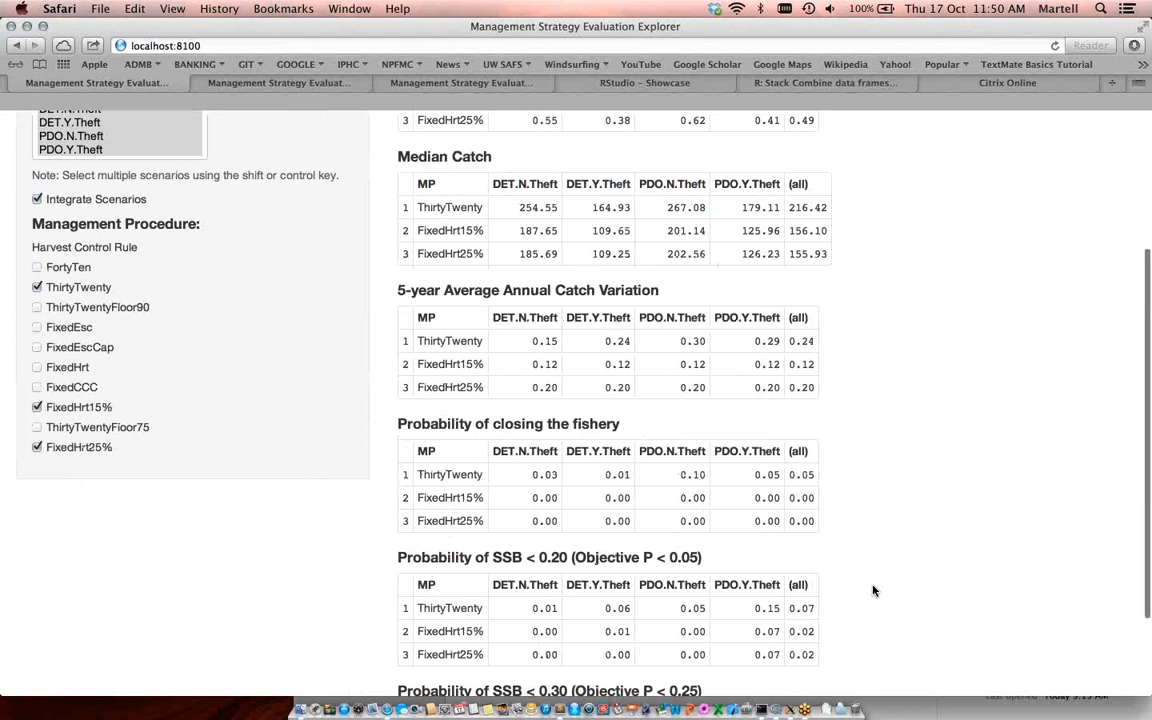 Safari File Edit View History Bookmarks Window Help 100% Thu 17 Oct 11:50 AM Martell
Management Strategy Evaluation Explorer
localhost:8100 Reader
Apple ADMB BANKING GIT GOOGLE IPHC NPFMC News UW SAFS Windsurfing YouTube Google Scholar Google Maps Wikipedia Yahoo! Popular TextMate Basics Tutorial
Management Strategy Evaluat... Management Strategy Evaluat... Management Strategy Evaluat... RStudio - Showcase R: Stack Combine data frames... Citrix Online
DET.N.Theft
DET.Y.Theft
PDO.N.Theft
PDO.Y.Theft
Note: Select multiple scenarios using the shift or control key.
Integrate Scenarios
Management Procedure:
Harvest Control Rule
FortyTen
ThirtyTwenty
ThirtyTwentyFloor90
FixedEsc
FixedEscCap
FixedHrt
FixedCCC
FixedHrt15%
ThirtyTwentyFloor75
FixedHrt25%
3 FixedHrt25% 0.55 0.38 0.62 0.41 0.49
Median Catch
MP DET.N.Theft DET.Y.Theft PDO.N.Theft PDO.Y.Theft (all)
1 ThirtyTwenty 254.55 164.93 267.08 179.11 216.42
2 FixedHrt15% 187.65 109.65 201.14 125.96 156.10
3 FixedHrt25% 185.69 109.25 202.56 126.23 155.93
5-year Average Annual Catch Variation
MP DET.N.Theft DET.Y.Theft PDO.N.Theft PDO.Y.Theft (all)
1 ThirtyTwenty 0.15 0.24 0.30 0.29 0.24
2 FixedHrt15% 0.12 0.12 0.12 0.12 0.12
3 FixedHrt25% 0.20 0.20 0.20 0.20 0.20
Probability of closing the fishery
MP DET.N.Theft DET.Y.Theft PDO.N.Theft PDO.Y.Theft (all)
1 ThirtyTwenty 0.03 0.01 0.10 0.05 0.05
2 FixedHrt15% 0.00 0.00 0.00 0.00 0.00
3 FixedHrt25% 0.00 0.00 0.00 0.00 0.00
Probability of SSB < 0.20 (Objective P < 0.05)
MP DET.N.Theft DET.Y.Theft PDO.N.Theft PDO.Y.Theft (all)
1 ThirtyTwenty 0.01 0.06 0.05 0.15 0.07
2 FixedHrt15% 0.00 0.01 0.00 0.07 0.02
3 FixedHrt25% 0.00 0.00 0.00 0.07 0.02
Probability of SSB < 0.30 (Objective P < 0.25)